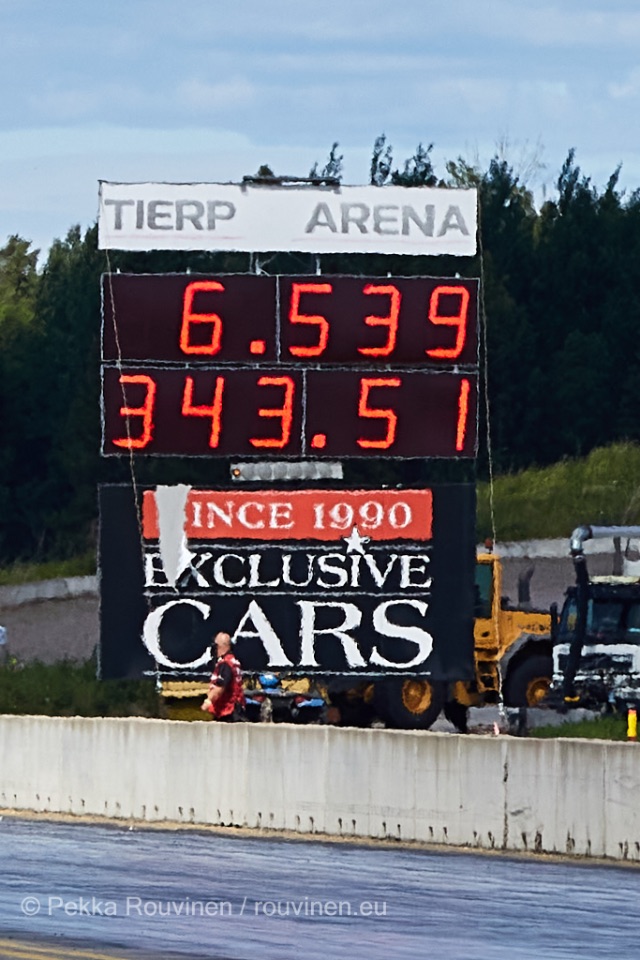 TIERP ARENA
6.539
343.51
SINCE 1990
EXCLUSIVE
CARS
© Pekka Rouvinen / rouvinen.eu